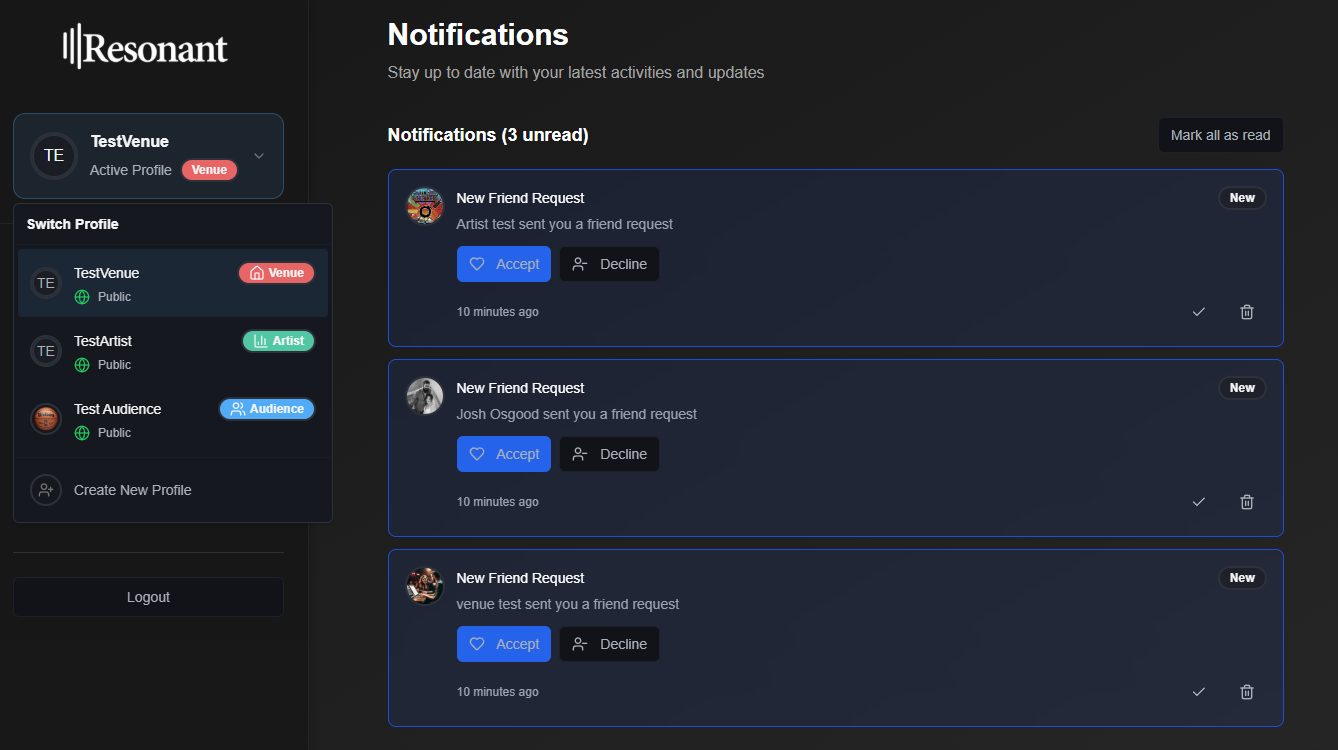 Resonant
TE
TestVenue
Active Profile Venue
Switch Profile
TE
TestVenue
Venue
Public
TE
TestArtist
Artist
Public
Test Audience
Audience
Public
Create New Profile
Logout
Notifications
Stay up to date with your latest activities and updates
Notifications (3 unread)
Mark all as read
New Friend Request
New
Artist test sent you a friend request
Accept Decline
10 minutes ago
New Friend Request
New
Josh Osgood sent you a friend request
Accept Decline
10 minutes ago
New Friend Request
New
venue test sent you a friend request
Accept Decline
10 minutes ago